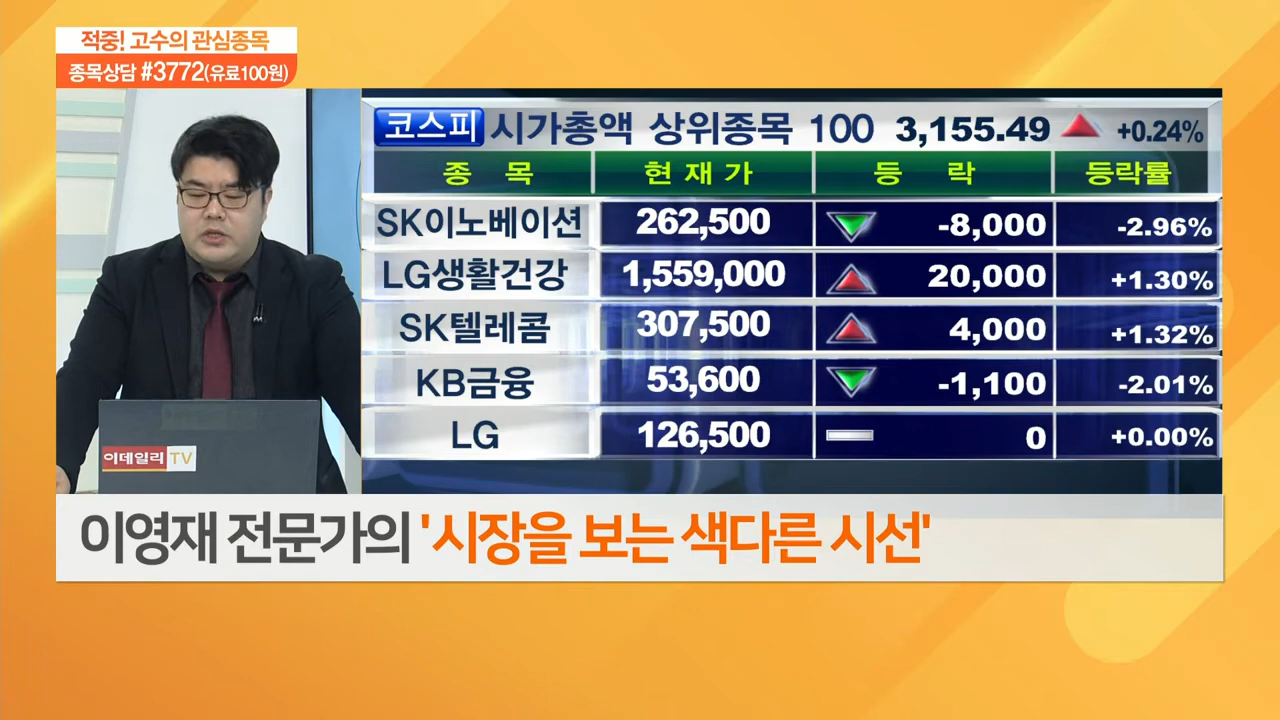 적중! 고수의 관심종목
종목상담 #3772(유료100원)
코스피 시가총액 상위종목 100 3,155.49 +0.24%
종 목 현 재 가 등 락 등락률
SK이노베이션 262,500 -8,000 -2.96%
LG생활건강 1,559,000 20,000 +1.30%
SK텔레콤 307,500 4,000 +1.32%
KB금융 53,600 -1,100 -2.01%
LG 126,500 0 +0.00%
이데일리TV
이영재 전문가의 '시장을 보는 색다른 시선'